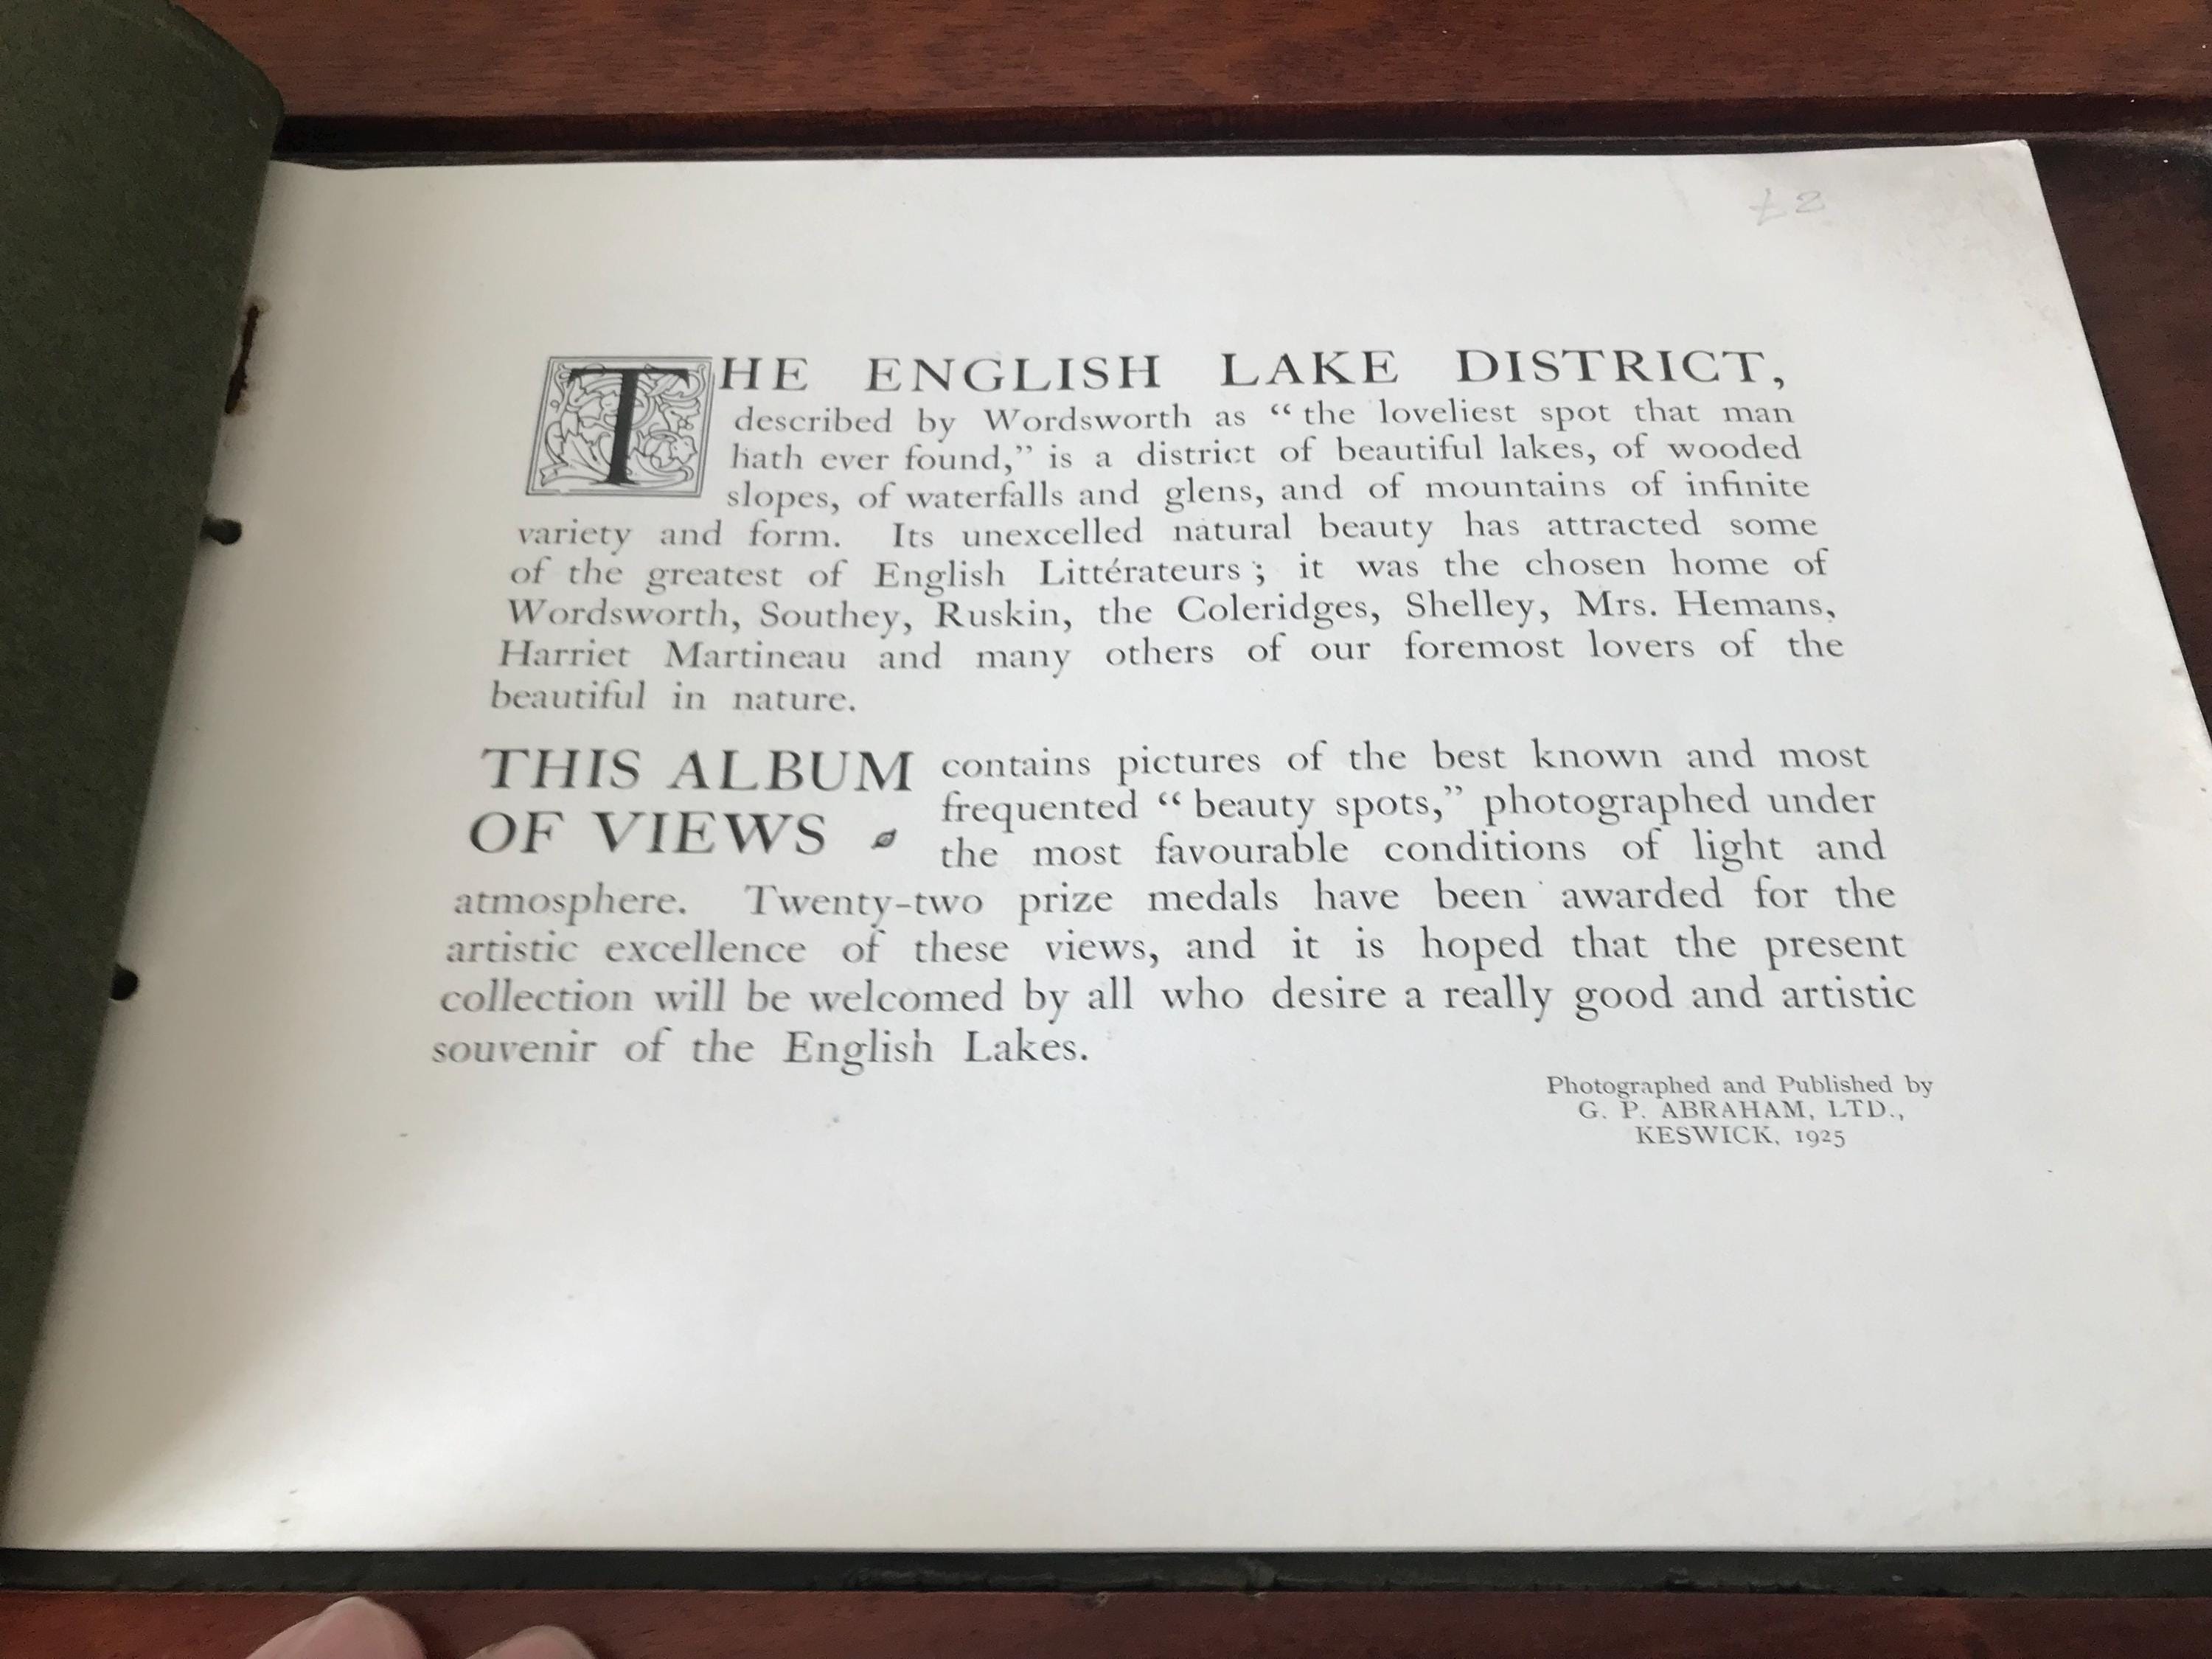 £2
THE ENGLISH LAKE DISTRICT,
described by Wordsworth as “the loveliest spot that man
hath ever found,” is a district of beautiful lakes, of wooded
slopes, of waterfalls and glens, and of mountains of infinite
variety and form. Its unexcelled natural beauty has attracted some
of the greatest of English Littérateurs; it was the chosen home of
Wordsworth, Southey, Ruskin, the Coleridges, Shelley, Mrs. Hemans,
Harriet Martineau and many others of our foremost lovers of the
beautiful in nature.
THIS ALBUM
OF VIEWS
contains pictures of the best known and most
frequented “beauty spots,” photographed under
the most favourable conditions of light and
atmosphere. Twenty-two prize medals have been awarded for the
artistic excellence of these views, and it is hoped that the present
collection will be welcomed by all who desire a really good and artistic
souvenir of the English Lakes.
Photographed and Published by
G. P. ABRAHAM, LTD.,
KESWICK, 1925